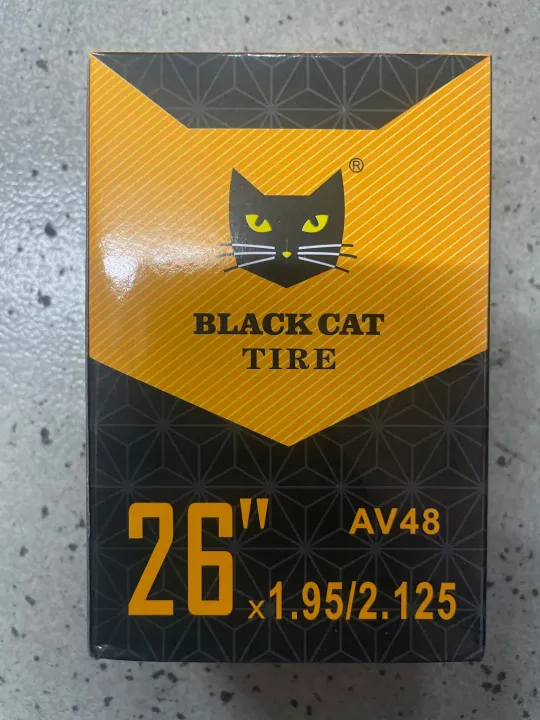 ®
BLACK CAT
TIRE
26" AV48
x1.95/2.125